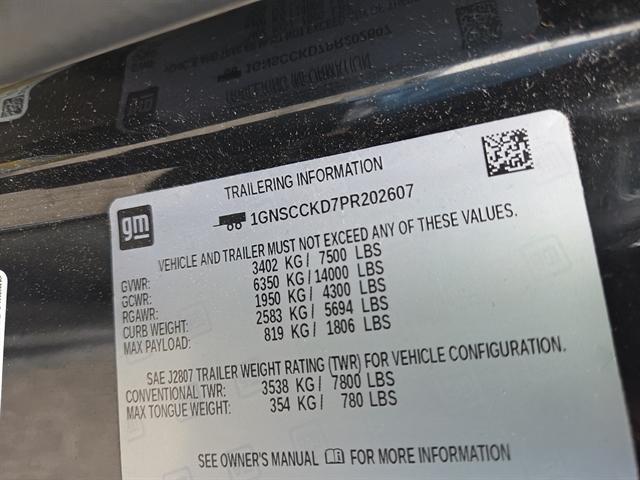 TRAILERING INFORMATION
gm
1GNSCCKD7PR202607
VEHICLE AND TRAILER MUST NOT EXCEED ANY OF THESE VALUES.
GVWR: 3402 KG / 7500 LBS
GCWR: 6350 KG / 14000 LBS
RGAWR: 1950 KG / 4300 LBS
CURB WEIGHT: 2583 KG / 5694 LBS
MAX PAYLOAD: 819 KG / 1806 LBS
SAE J2807 TRAILER WEIGHT RATING (TWR) FOR VEHICLE CONFIGURATION.
CONVENTIONAL TWR: 3538 KG / 7800 LBS
MAX TONGUE WEIGHT: 354 KG / 780 LBS
SEE OWNER'S MANUAL FOR MORE INFORMATION